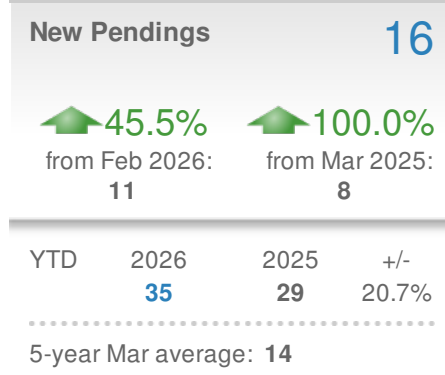 New Pendings 16
45.5% 100.0%
from Feb 2026: from Mar 2025:
11 8
YTD 2026 2025 +/-
35 29 20.7%
5-year Mar average: 14